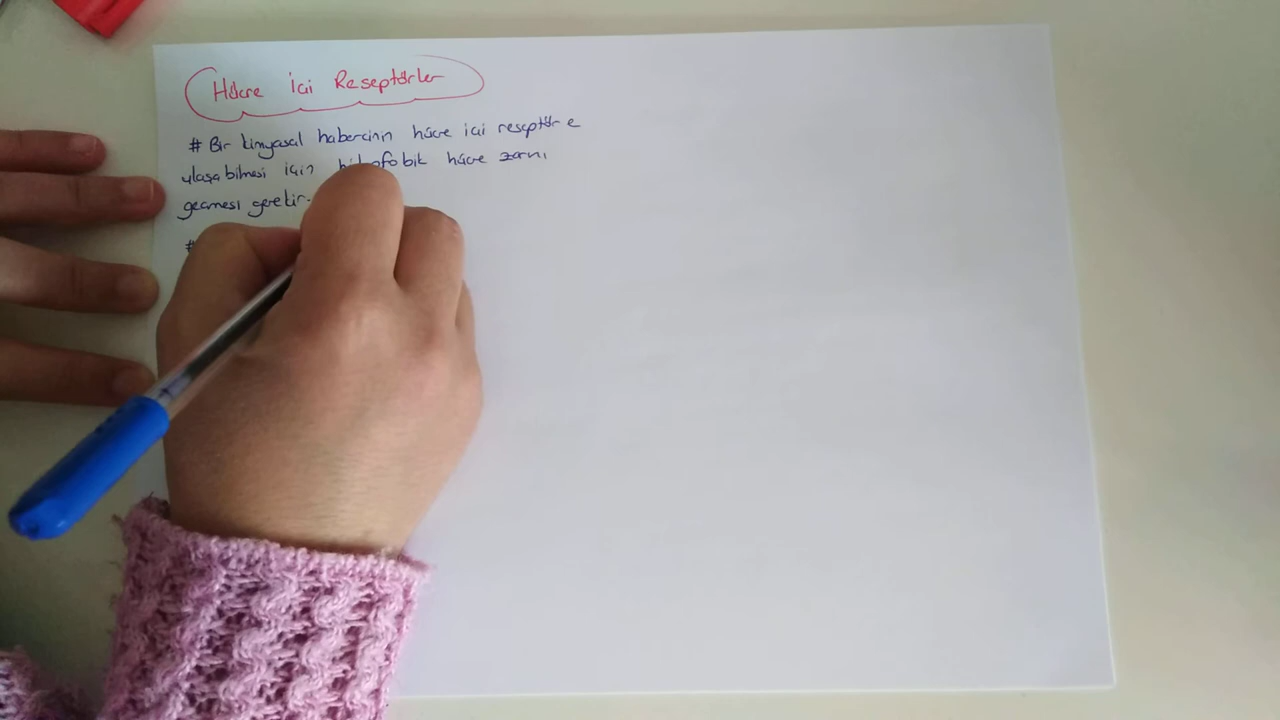 Hücre İçi Reseptörler
# Bir kimyasal habercinin hücre içi reseptöre
ulaşabilmesi için hidrofobik hücre zarını
geçmesi gerekir.
#